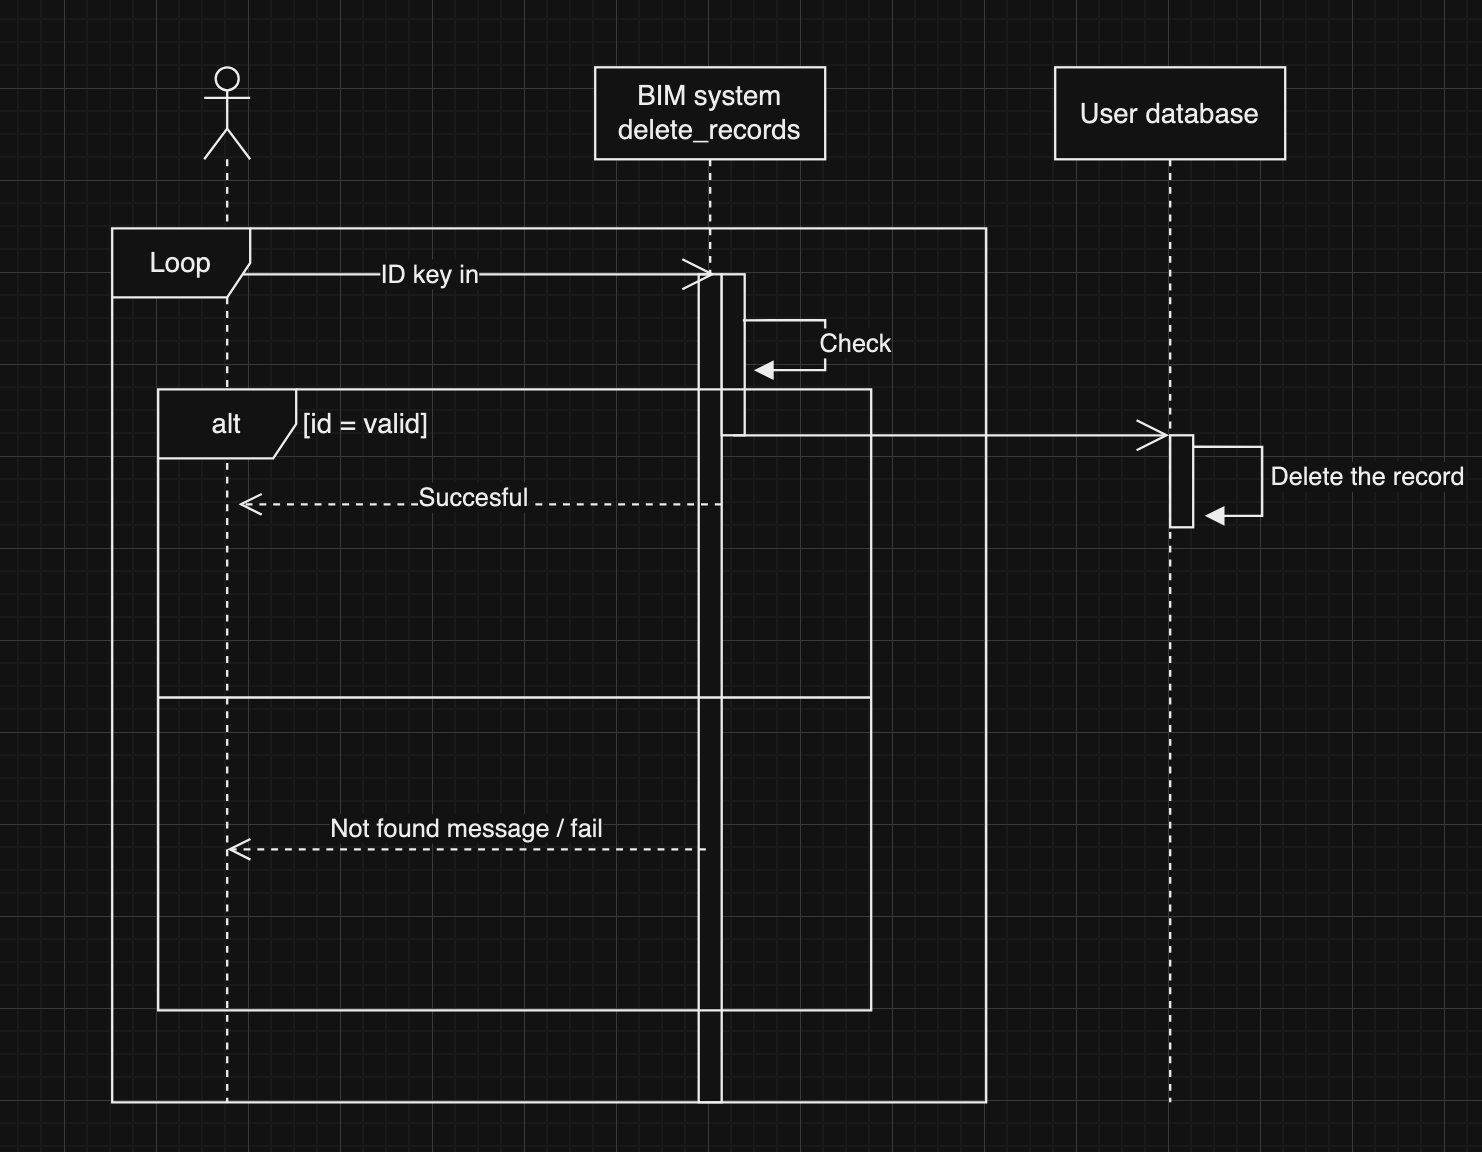 BIM system
delete_records
User database
Loop
ID key in
Check
alt
[id = valid]
Delete the record
Succesful
Not found message / fail